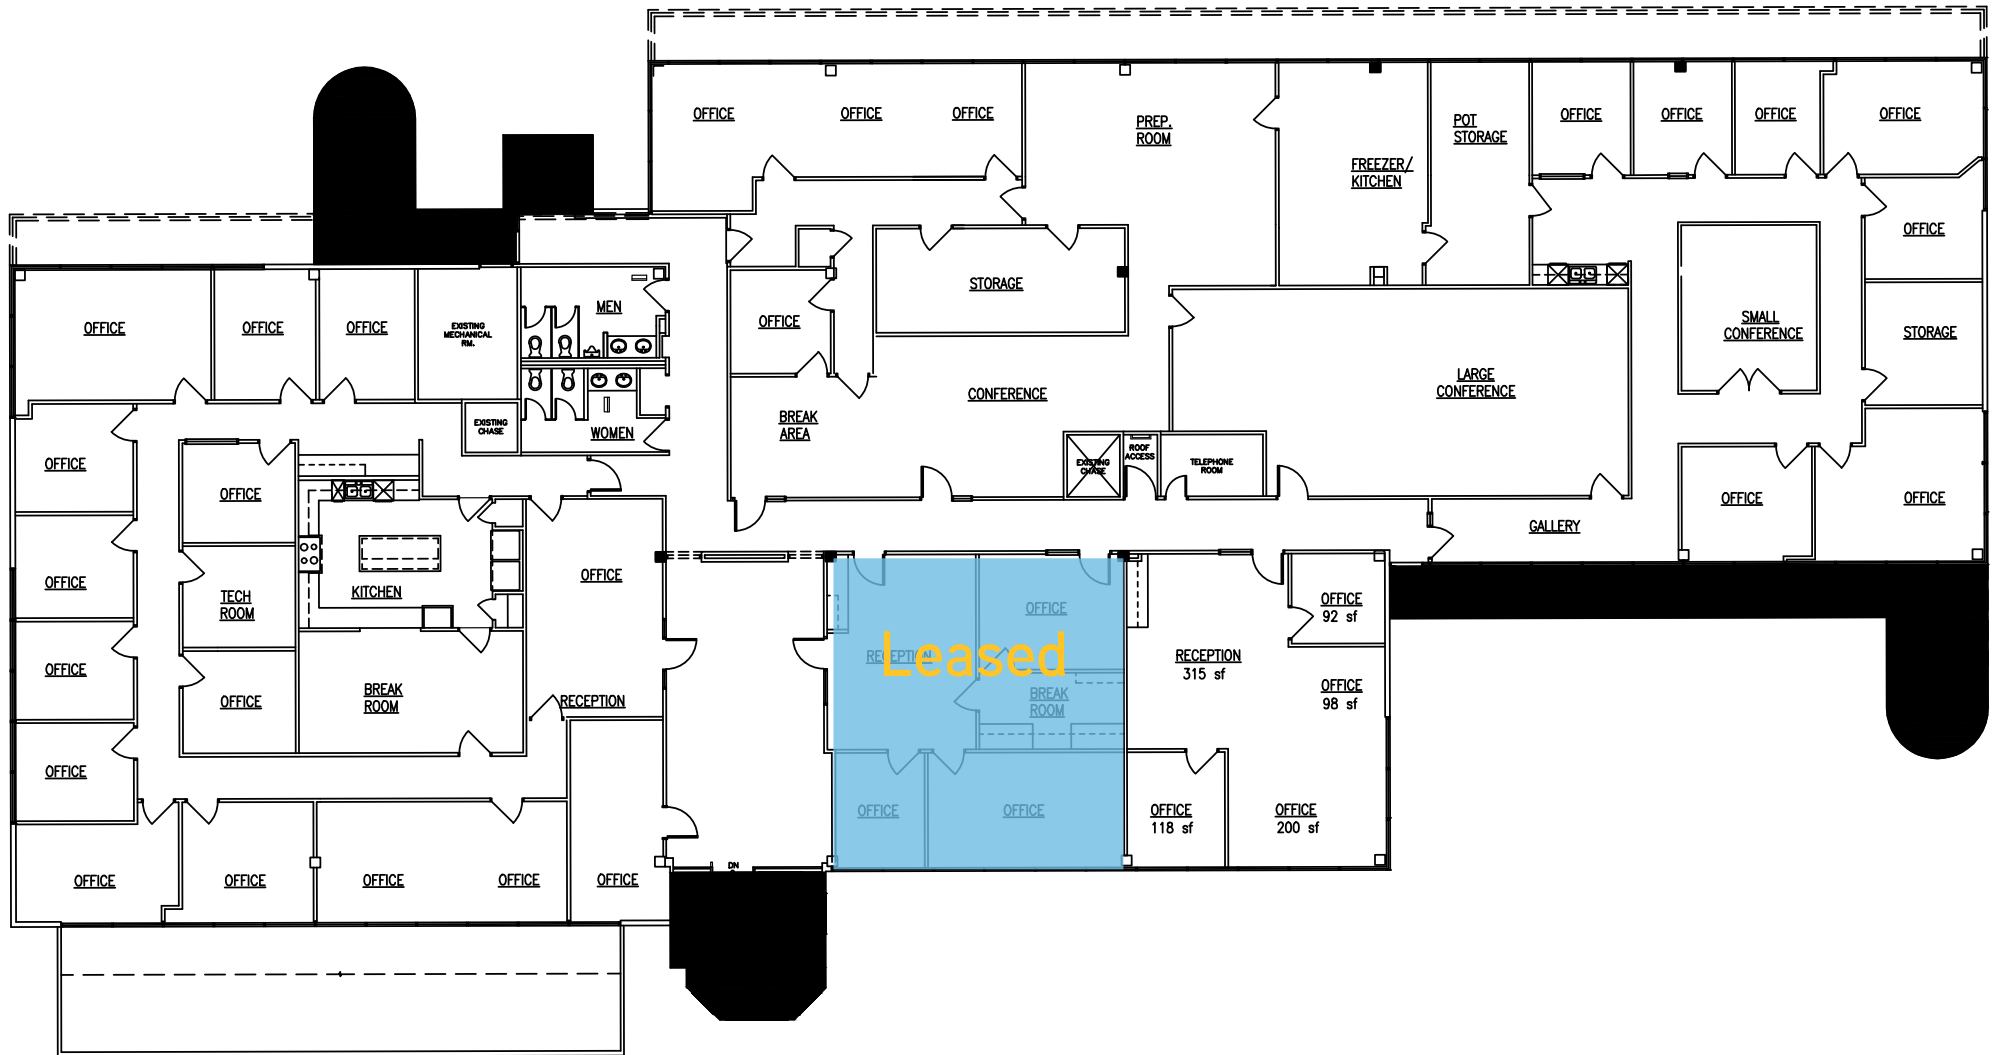 OFFICE
OFFICE
OFFICE
PREP.
ROOM
FREEZER/
KITCHEN
POT
STORAGE
OFFICE
OFFICE
OFFICE
OFFICE
OFFICE
OFFICE
OFFICE
OFFICE
EXISTING
MECHANICAL
RM.
MEN
OFFICE
STORAGE
SMALL
CONFERENCE
STORAGE
EXISTING
CHASE
WOMEN
BREAK
AREA
CONFERENCE
LARGE
CONFERENCE
EXISTING
CHASE
ROOF
ACCESS
TELEPHONE
ROOM
OFFICE
OFFICE
OFFICE
OFFICE
GALLERY
OFFICE
TECH
ROOM
KITCHEN
OFFICE
OFFICE
OFFICE
92 sf
RECEPTION
Leased
RECEPTION
315 sf
OFFICE
OFFICE
BREAK
ROOM
RECEPTION
BREAK
ROOM
OFFICE
98 sf
OFFICE
OFFICE
OFFICE
OFFICE
118 sf
OFFICE
200 sf
DN
OFFICE
OFFICE
OFFICE
OFFICE
OFFICE